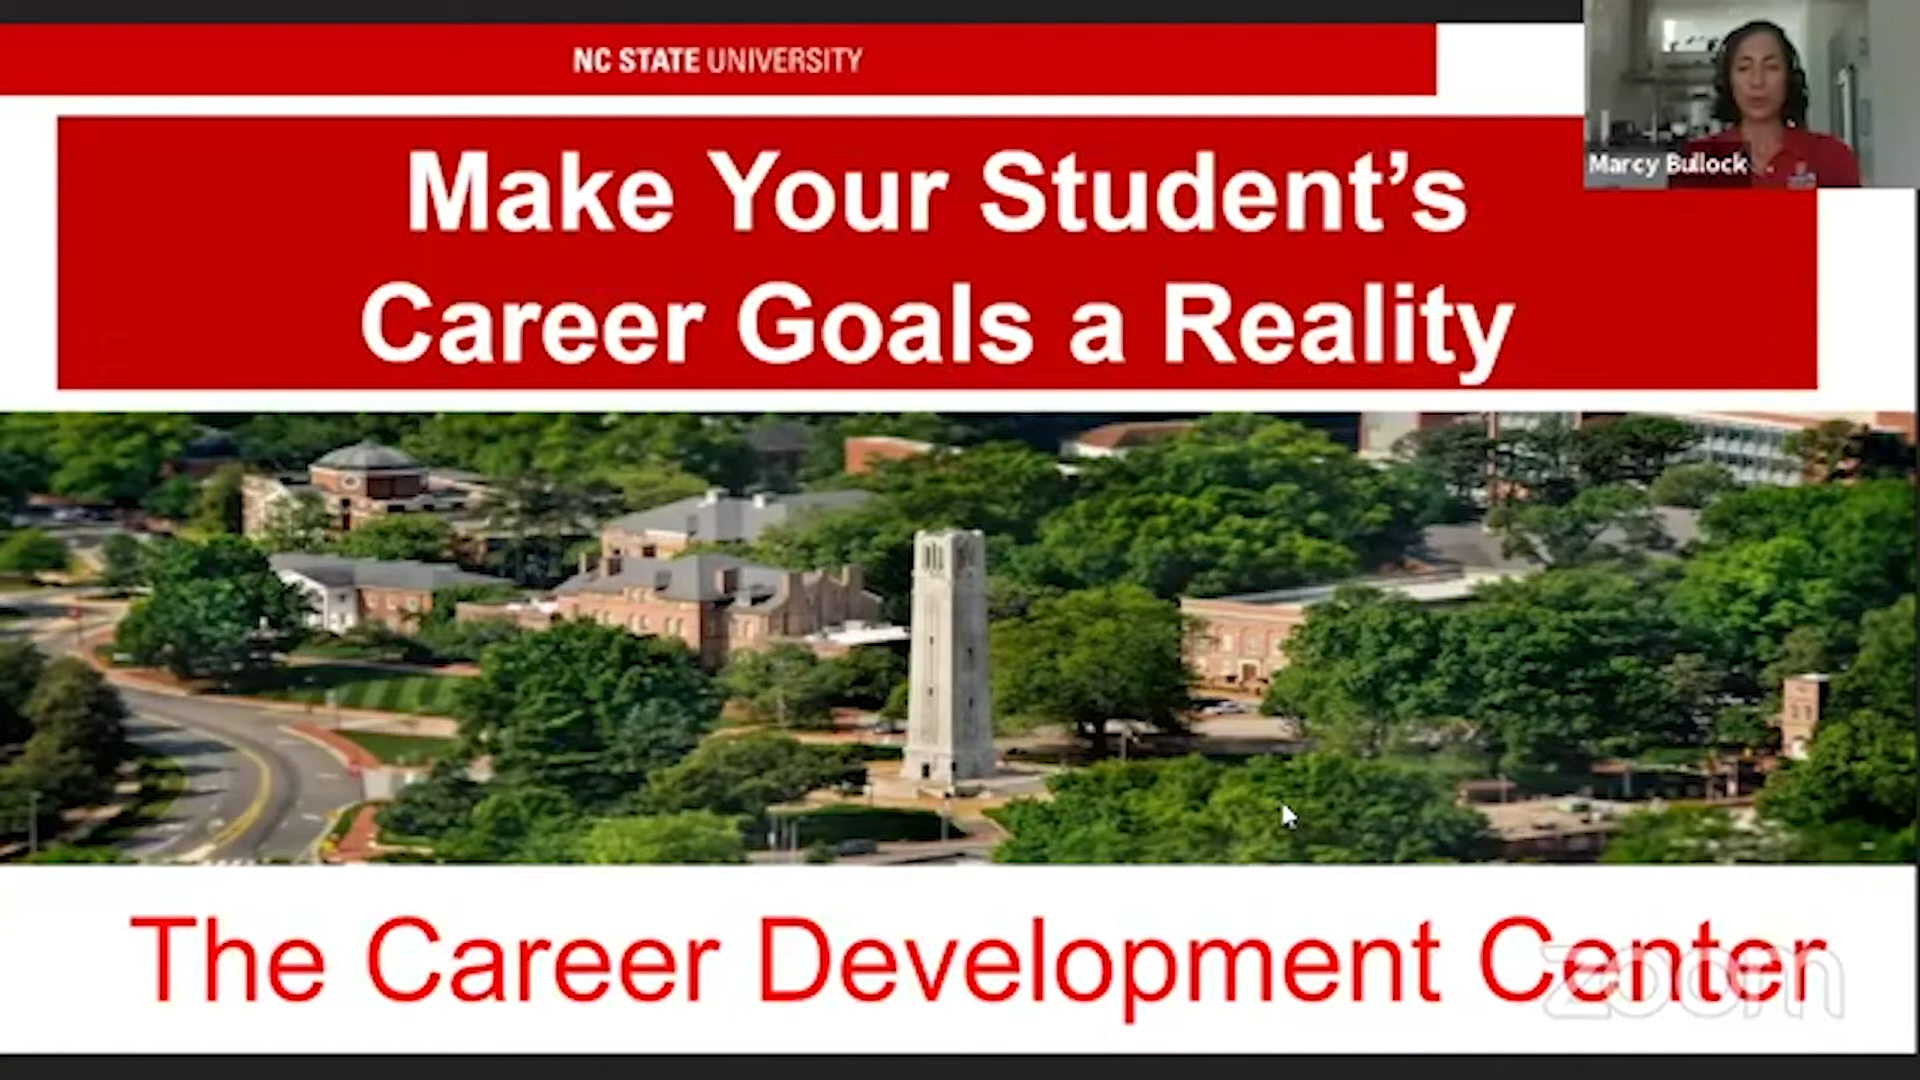 NC STATE UNIVERSITY
Marcy Bullock
Make Your Student’s
Career Goals a Reality
The Career Development Center
zoom